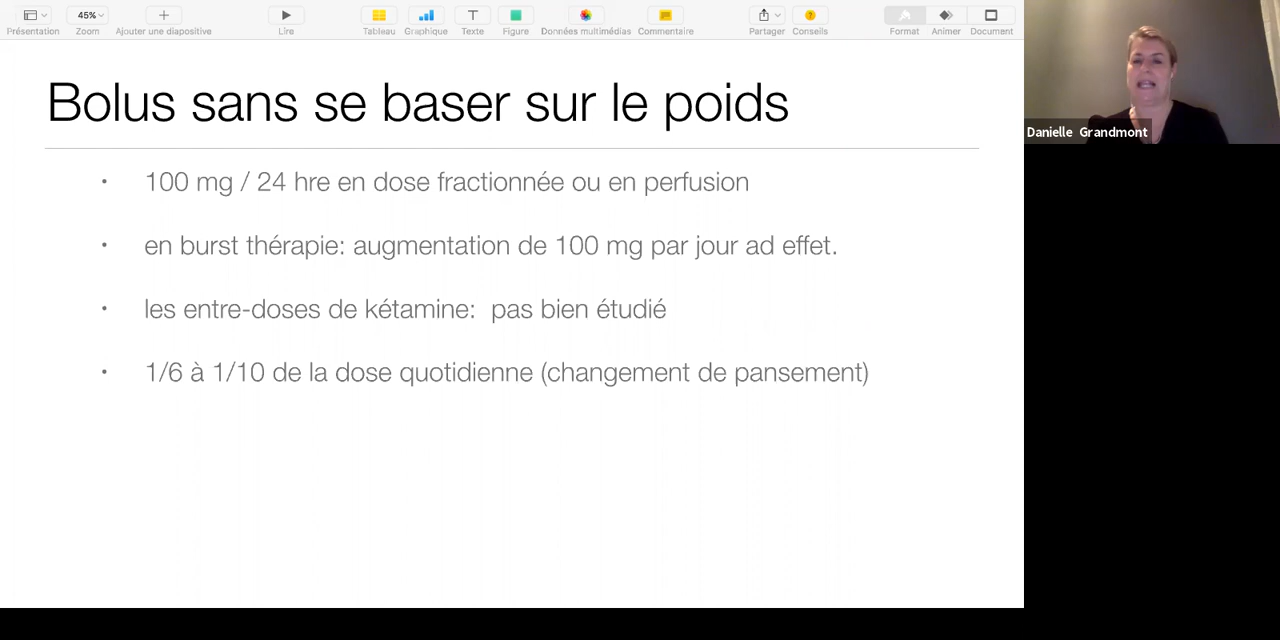 45%
Présentation
Zoom
Ajouter une diapositive
Lire
Tableau
Graphique
Texte
Figure
Données multimédias
Commentaire
Partager
Conseils
Format
Animer
Document
Bolus sans se baser sur le poids
• 100 mg / 24 hre en dose fractionnée ou en perfusion
• en burst thérapie: augmentation de 100 mg par jour ad effet.
• les entre-doses de kétamine:  pas bien étudié
• 1/6 à 1/10 de la dose quotidienne (changement de pansement)
Danielle Grandmont